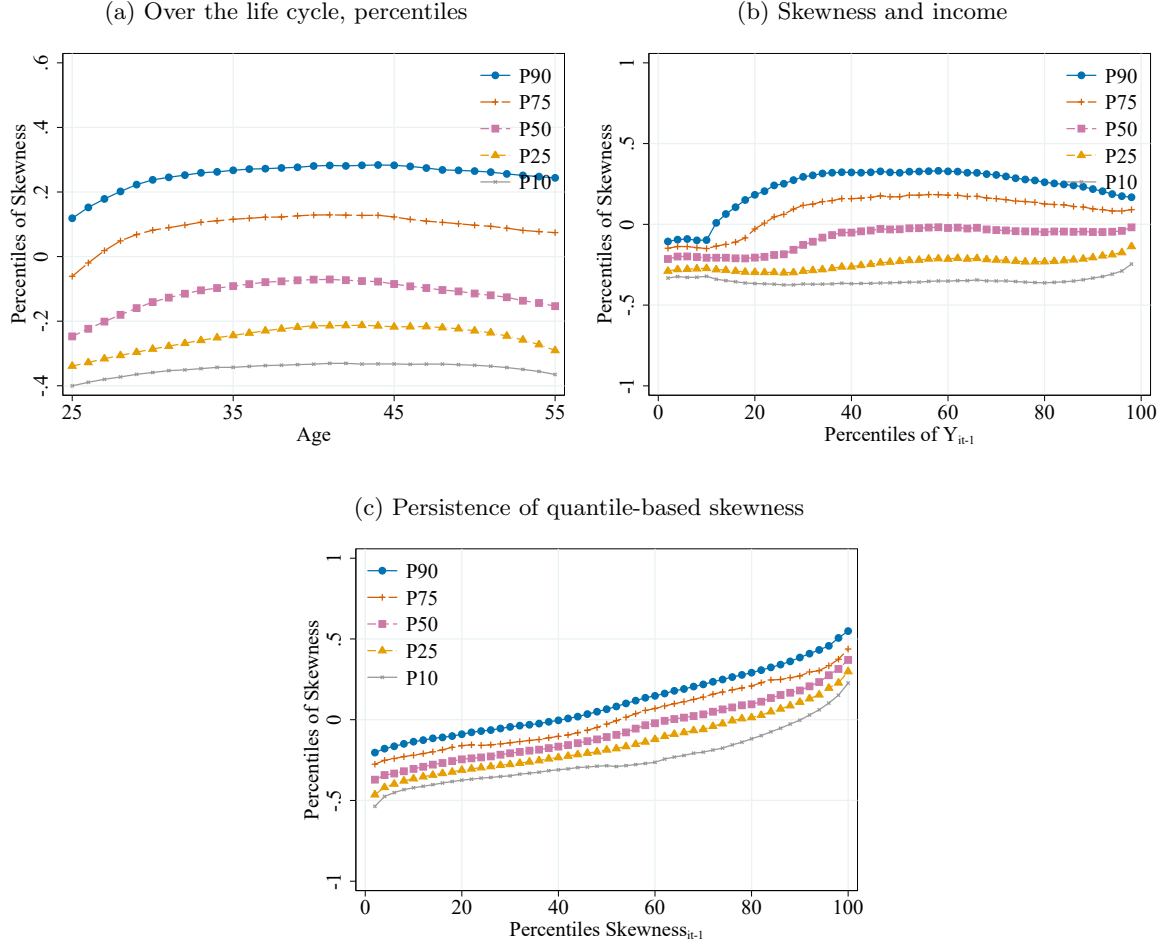 (a) Over the life cycle, percentiles
Percentiles of Skewness
.6
.4
.2
0
-.2
-.4
25
35
45
55
Age
P90
P75
P50
P25
P10
(b) Skewness and income
Percentiles of Skewness
1
.5
0
-.5
-1
0
20
40
60
80
100
Percentiles of Y_it-1
P90
P75
P50
P25
P10
(c) Persistence of quantile-based skewness
Percentiles of Skewness
1
.5
0
-.5
-1
0
20
40
60
80
100
Percentiles Skewness_it-1
P90
P75
P50
P25
P10